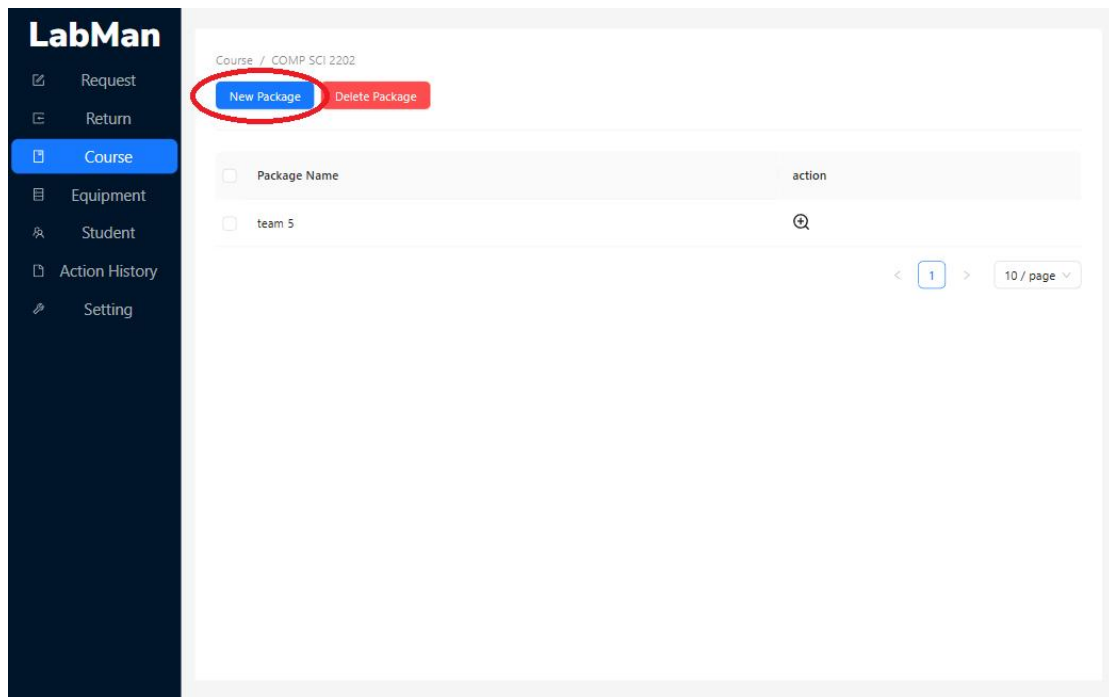 LabMan
Request
Return
Course
Equipment
Student
Action History
Setting
Course / COMP SCI 2202
New Package Delete Package
Package Name action
team 5
< 1 > 10 / page